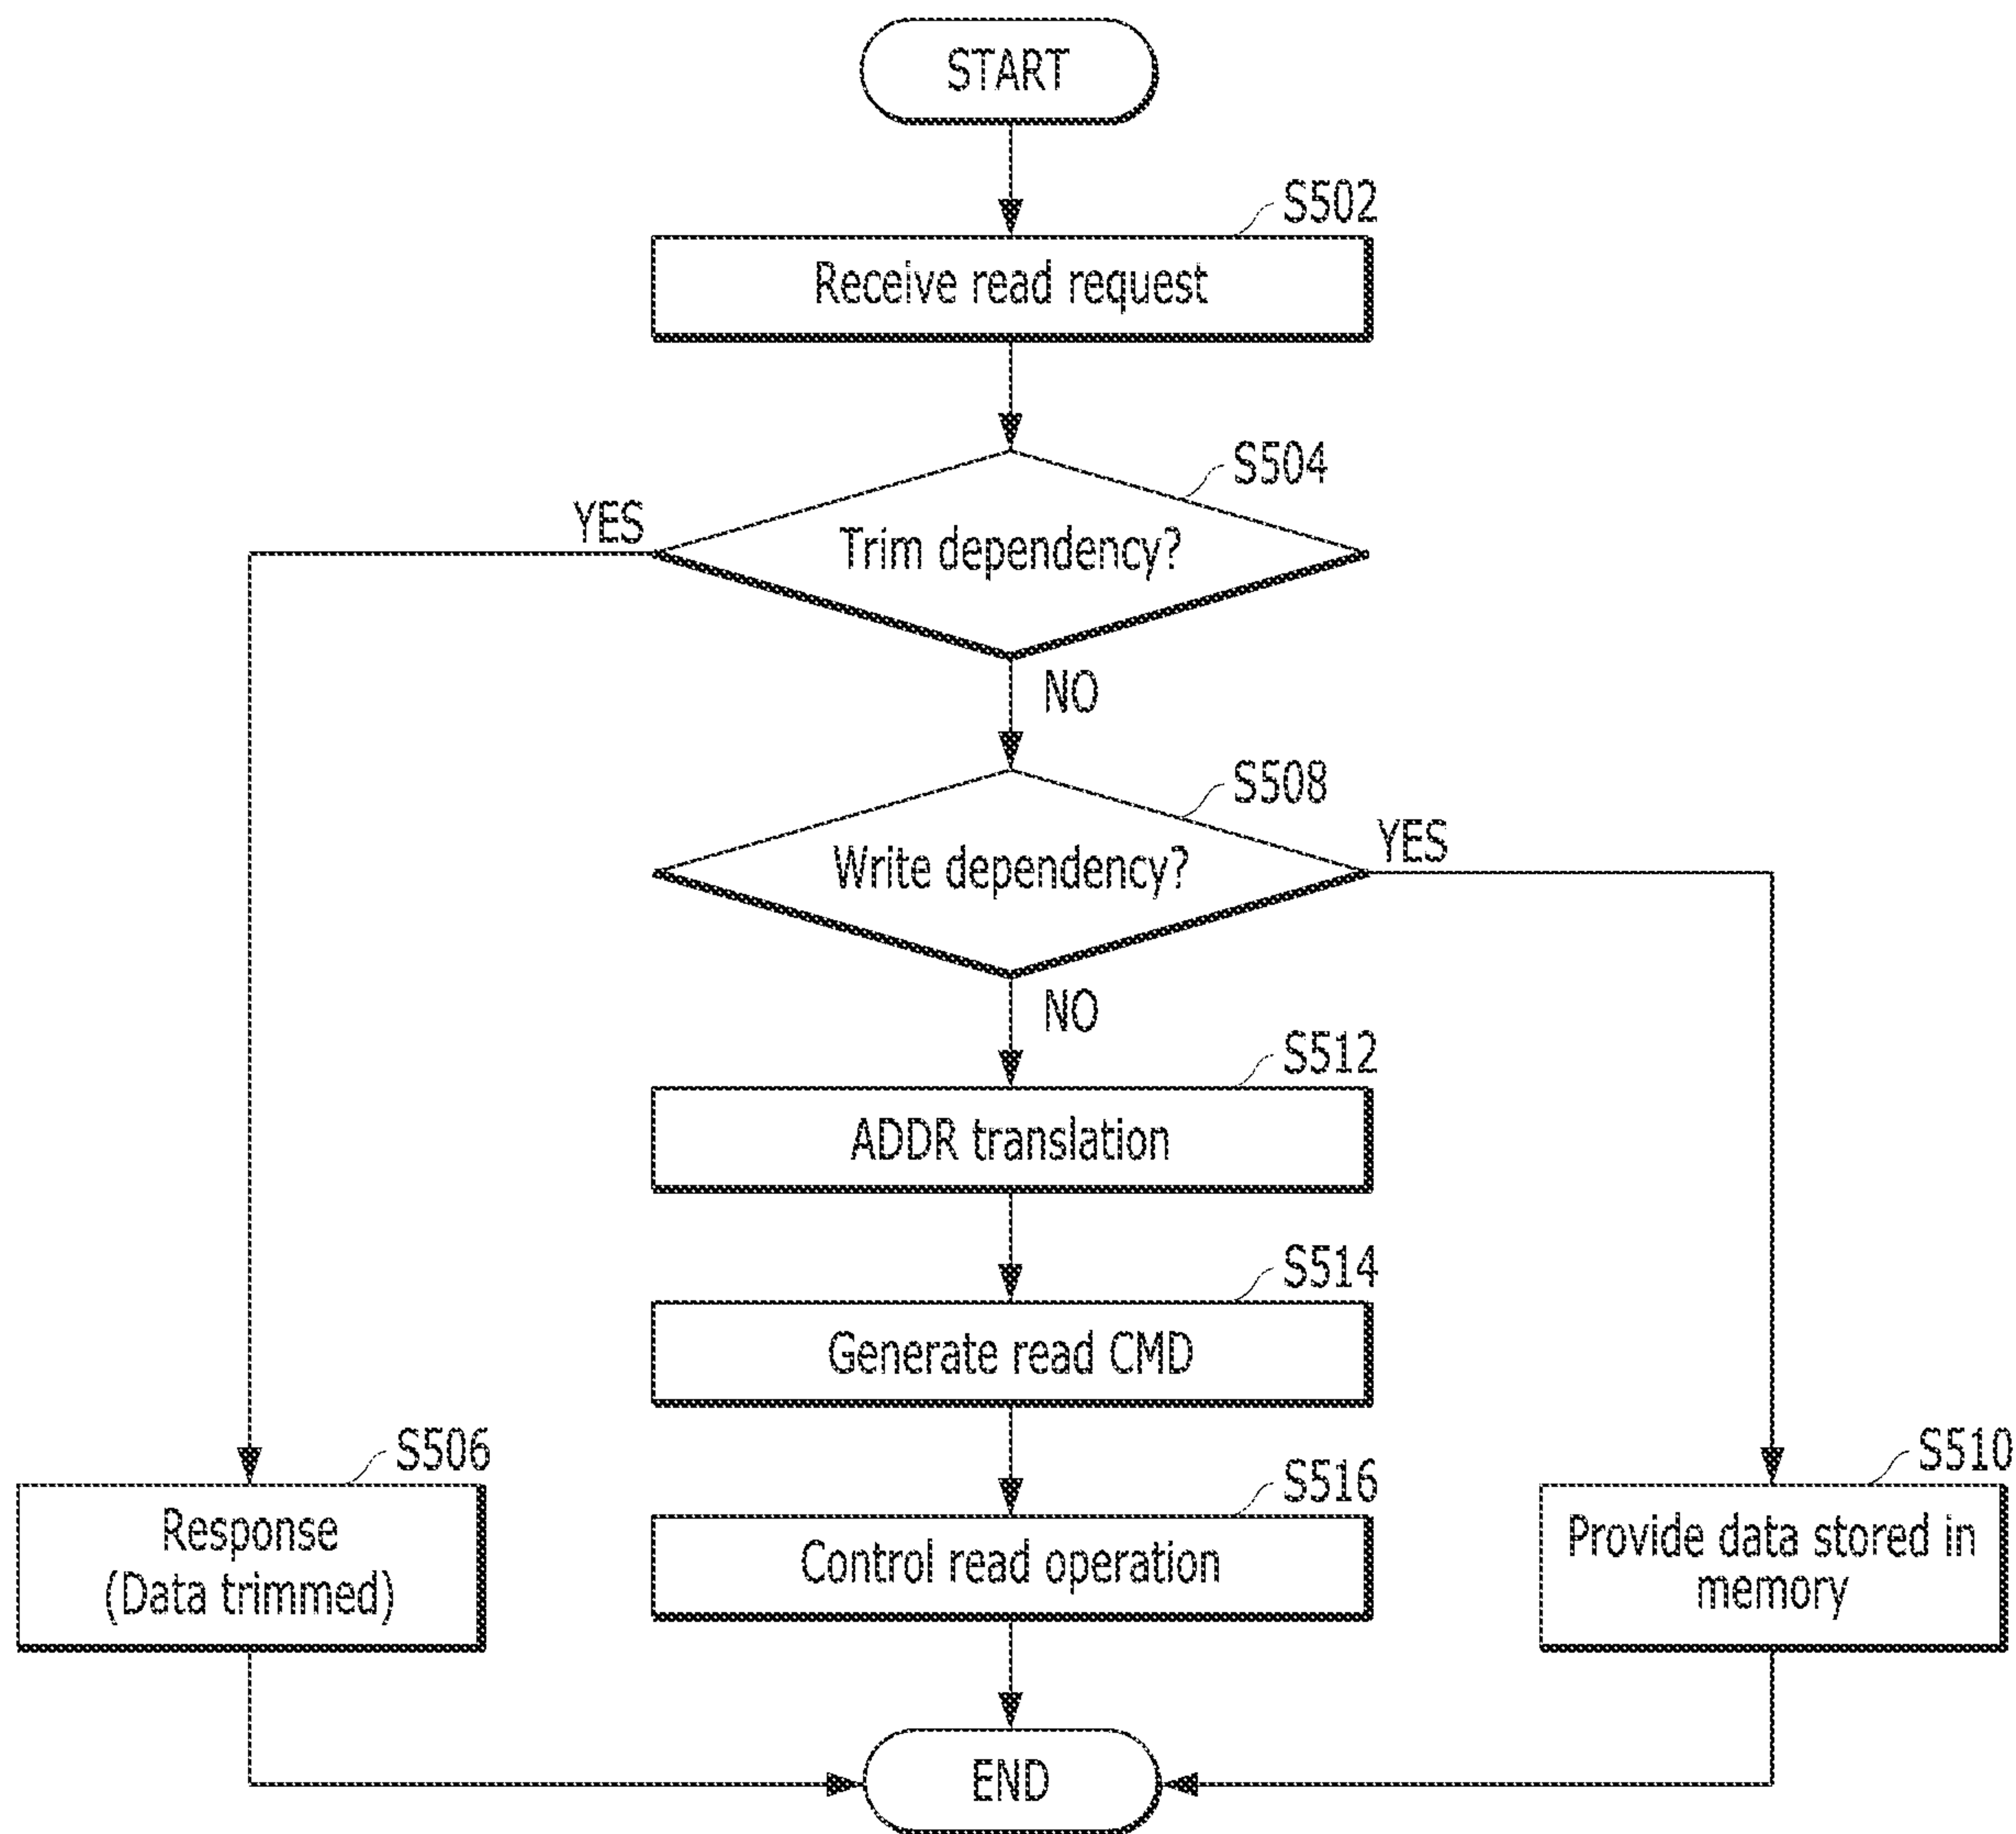 START
S502
Receive read request
S504
YES
Trim dependency?
NO
S508
YES
Write dependency?
NO
S512
ADDR translation
S514
Generate read CMD
S506
Response
(Data trimmed)
S516
Control read operation
S510
Provide data stored in
memory
END